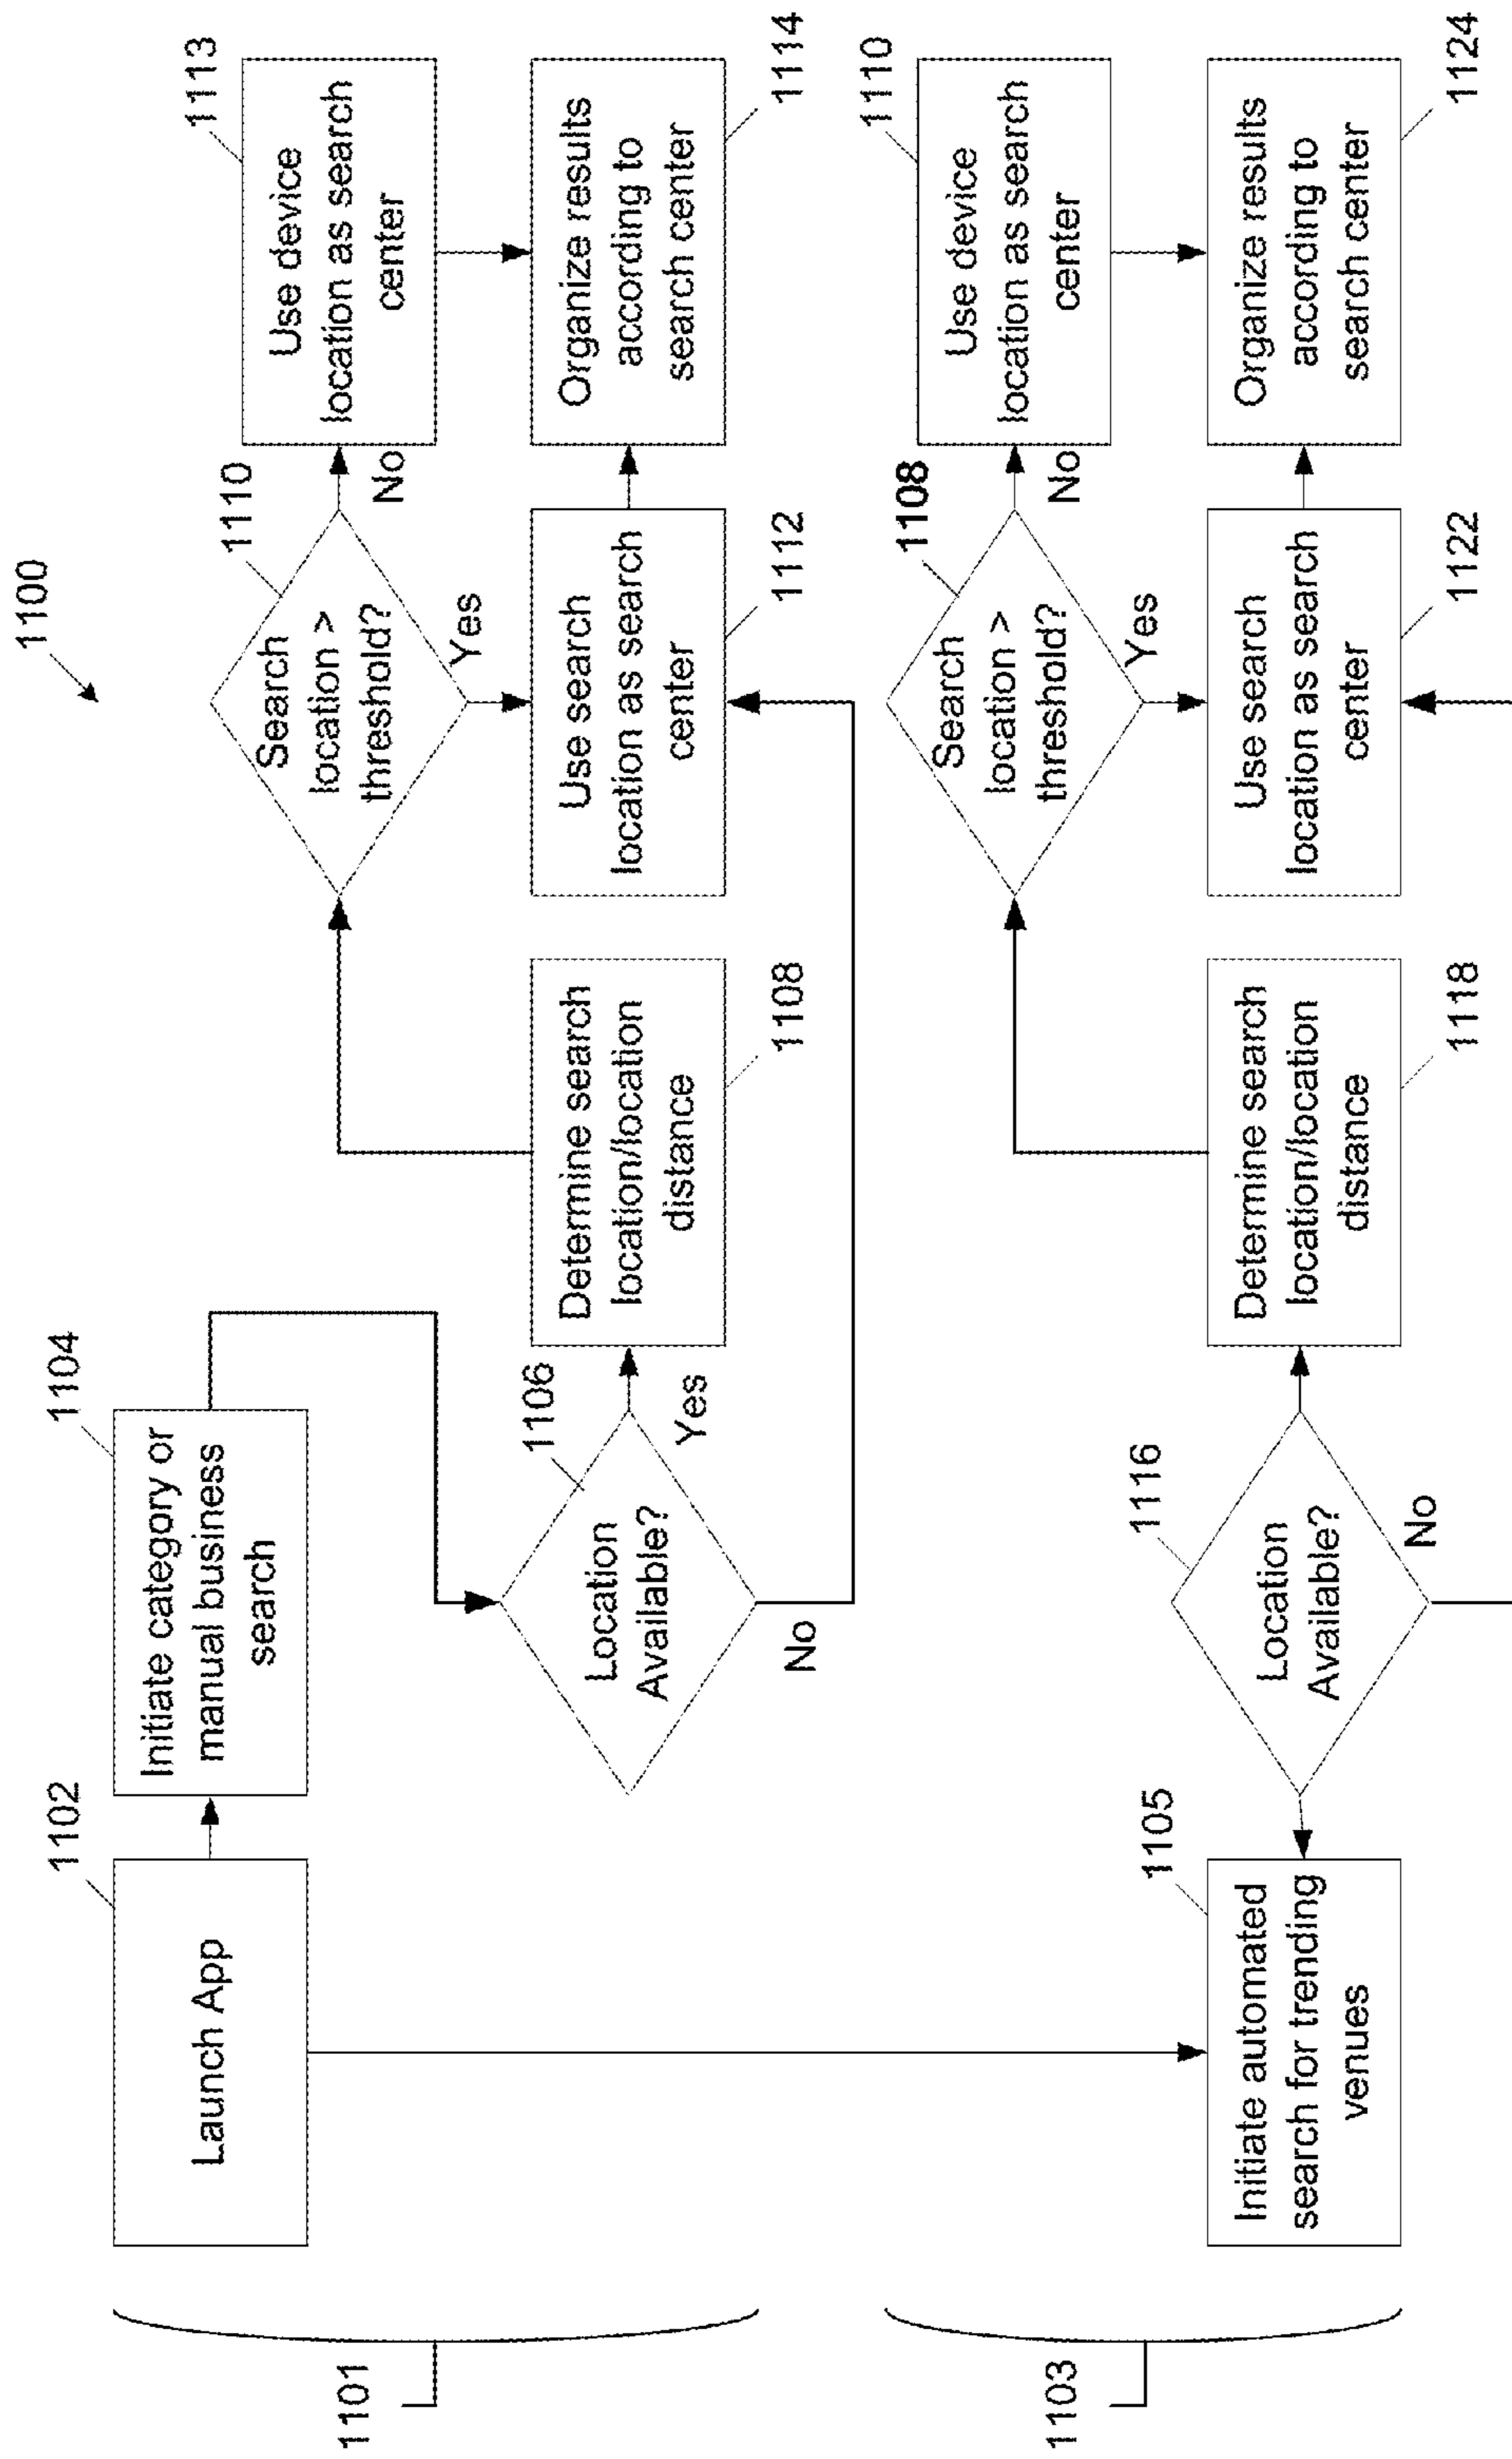 1100
1101
1102
Launch App
1104
Initiate category or
manual business
search
1106
Location
Available?
Yes
No
1108
Determine search
location/location
distance
1110
Search
location >
threshold?
No
Yes
1113
Use device
location as search
center
1112
Use search
location as search
center
1114
Organize results
according to
search center
1103
1105
Initiate automated
search for trending
venues
1116
Location
Available?
No
1118
Determine search
location/location
distance
1108
Search
location >
threshold?
No
Yes
1110
Use device
location as search
center
1122
Use search
location as search
center
1124
Organize results
according to
search center